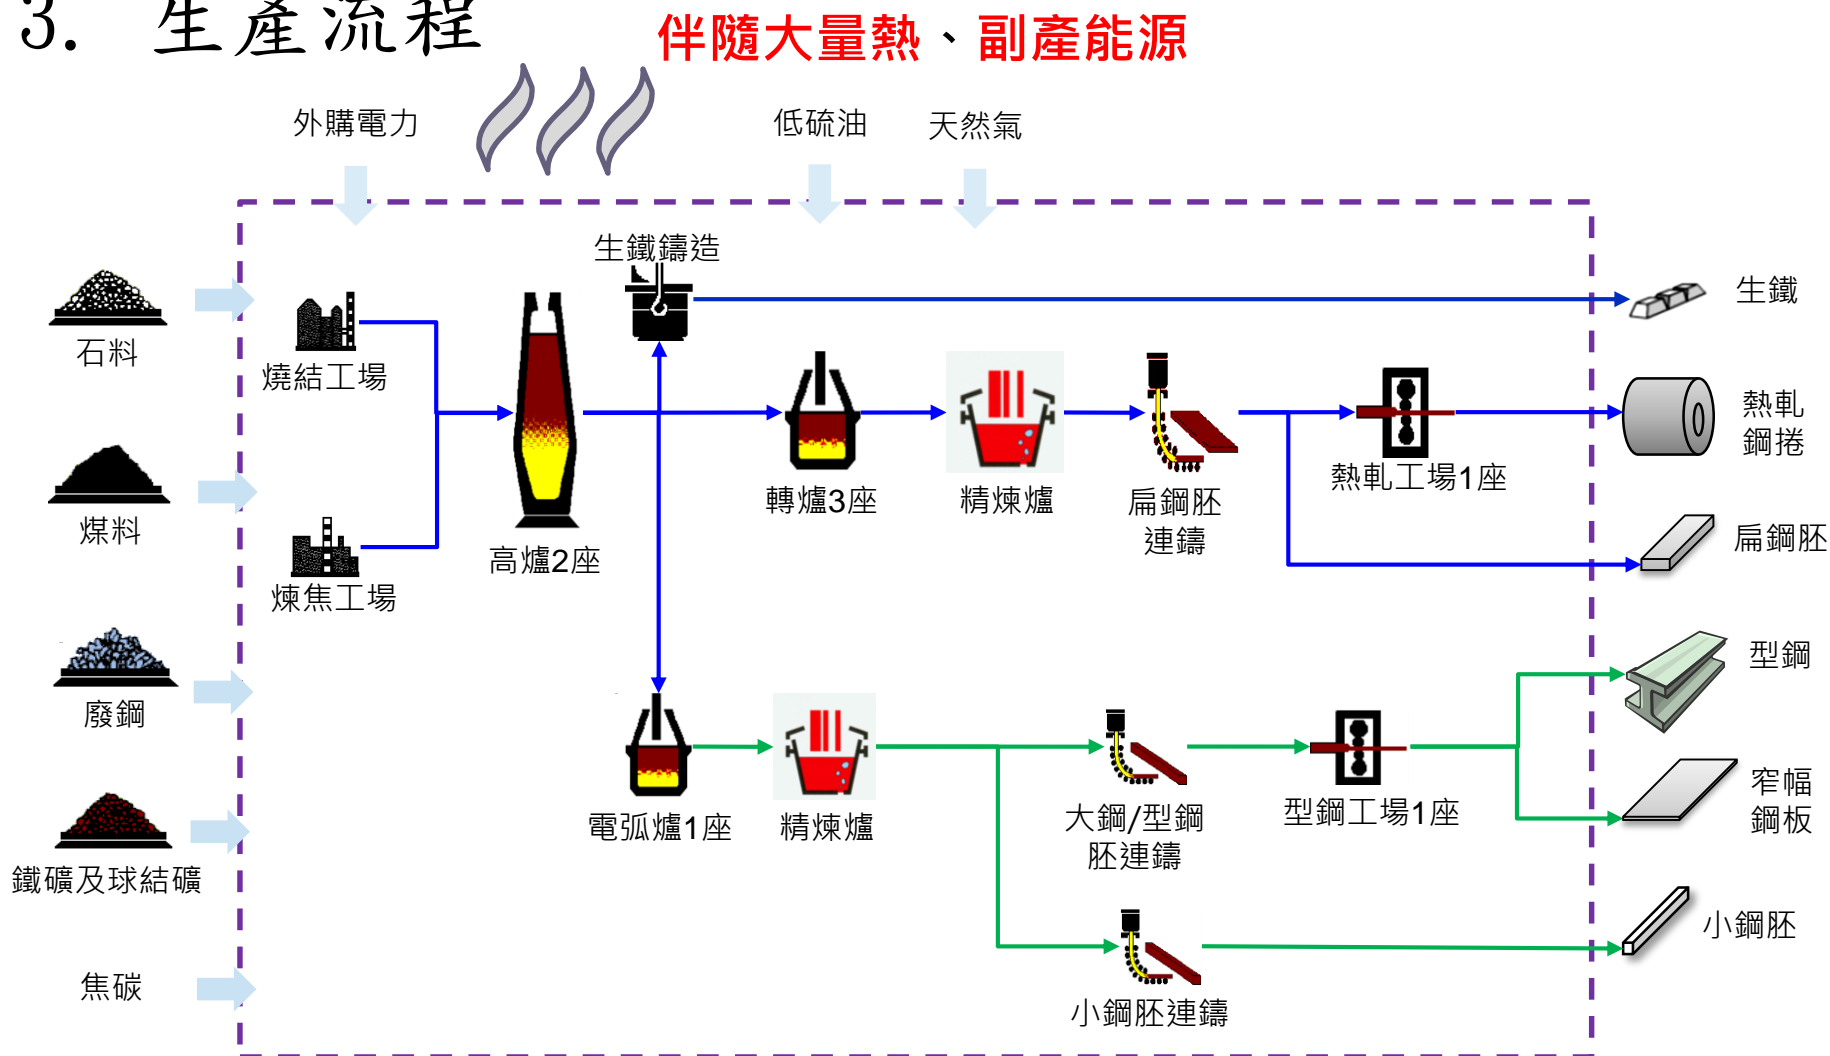 3. 生產流程
伴隨大量熱、副產能源
外購電力
低硫油
天然氣
生鐵鑄造
生鐵
石料
燒結工場
熱軋
鋼捲
轉爐3座
精煉爐
扁鋼胚
連鑄
熱軋工場1座
煤料
高爐2座
扁鋼胚
煉焦工場
型鋼
廢鋼
電弧爐1座
精煉爐
大鋼/型鋼
胚連鑄
型鋼工場1座
窄幅
鋼板
鐵礦及球結礦
小鋼胚
焦碳
小鋼胚連鑄